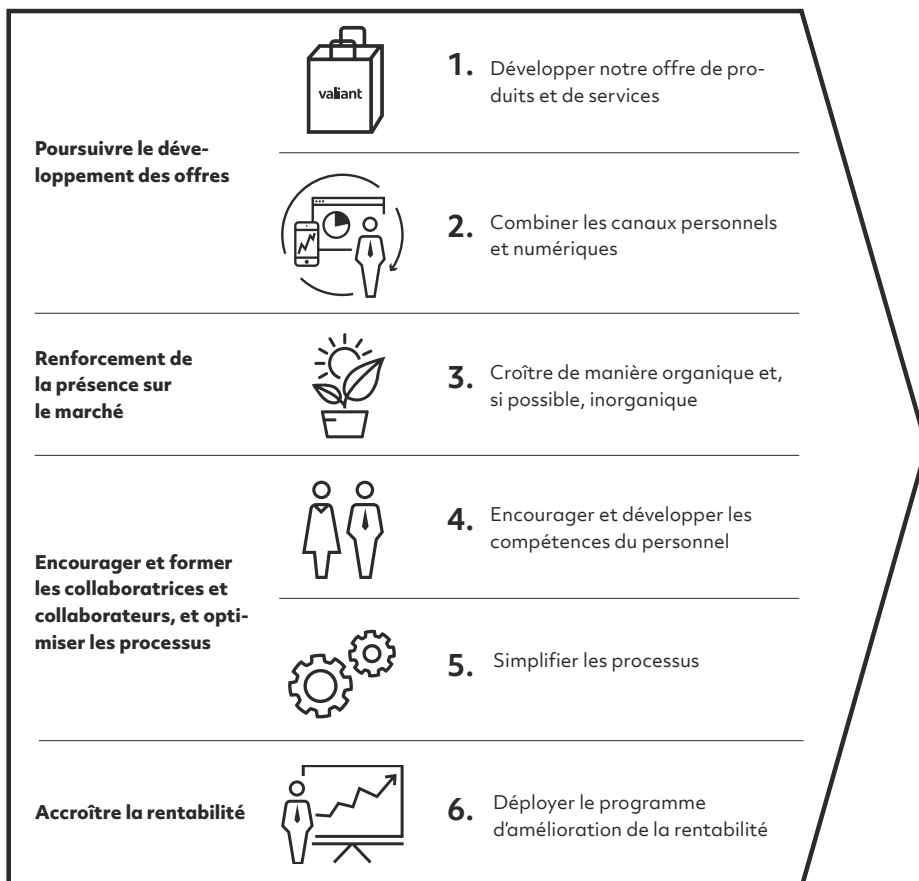 valiant
1. Développer notre offre de pro-
duits et de services
Poursuivre le déve-
loppement des offres
2. Combiner les canaux personnels
et numériques
Renforcement de
la présence sur
le marché
3. Croître de manière organique et,
si possible, inorganique
4. Encourager et développer les
compétences du personnel
Encourager et former
les collaboratrices et
collaborateurs, et opti-
miser les processus
5. Simplifier les processus
Accroître la rentabilité
6. Déployer le programme
d’amélioration de la rentabilité